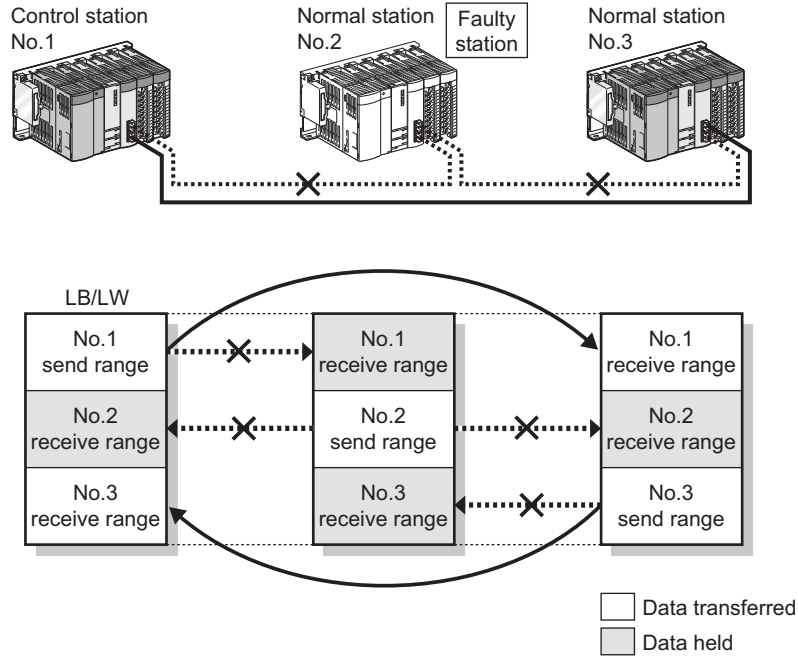 Control station
No.1
Normal station
No.2
Faulty
station
Normal station
No.3
LB/LW
No.1
send range
No.2
receive range
No.3
receive range
No.1
receive range
No.2
send range
No.3
receive range
No.1
receive range
No.2
receive range
No.3
send range
Data transferred
Data held